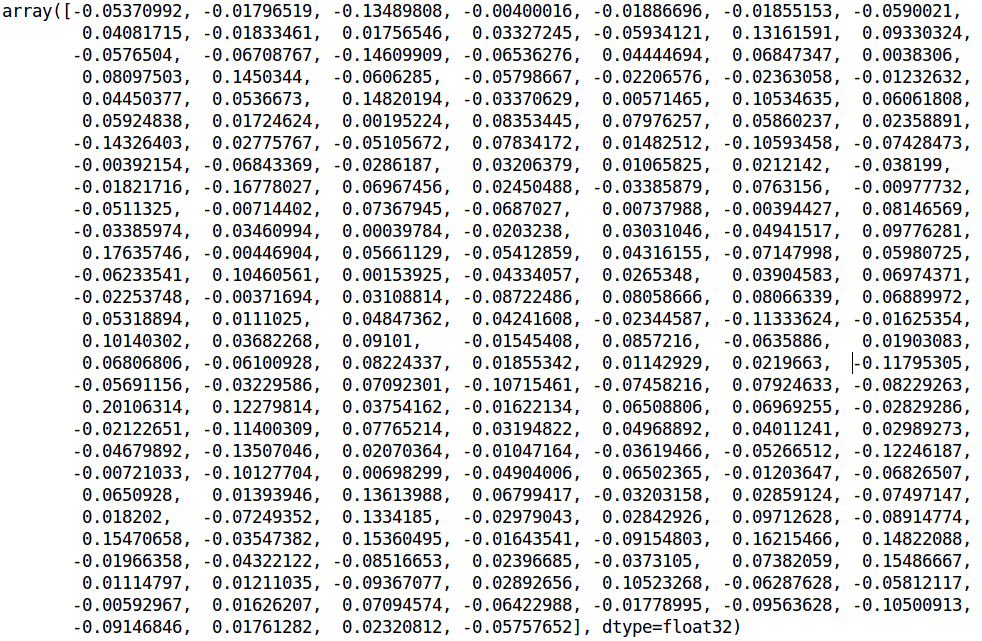 array([-0.05370992, -0.01796519, -0.13489808, -0.00400016, -0.01886696, -0.01855153, -0.0590021,
0.04081715, -0.01833461, 0.01756546, 0.03327245, -0.05934121, 0.13161591, 0.09330324,
-0.0576504, -0.06708767, -0.14609909, -0.06536276, 0.04444694, 0.06847347, 0.0038306,
0.08097503, 0.1450344, -0.0606285, -0.05798667, -0.02206576, -0.02363058, -0.01232632,
0.04450377, 0.0536673, 0.14820194, -0.03370629, 0.00571465, 0.10534635, 0.06061808,
0.05924838, 0.01724624, 0.00195224, 0.08353445, 0.07976257, 0.05860237, 0.02358891,
-0.14326403, 0.02775767, -0.05105672, 0.07834172, 0.01482512, -0.10593458, -0.07428473,
-0.00392154, -0.06843369, -0.0286187, 0.03206379, 0.01065825, 0.0212142, -0.038199,
-0.01821716, -0.16778027, 0.06967456, 0.02450488, -0.03385879, 0.0763156, -0.00977732,
-0.0511325, -0.00714402, 0.07367945, -0.0687027, 0.00737988, -0.00394427, 0.08146569,
-0.03385974, 0.03460994, 0.00039784, -0.0203238, 0.03031046, -0.04941517, 0.09776281,
0.17635746, -0.00446904, 0.05661129, -0.05412859, 0.04316155, -0.07147998, 0.05980725,
-0.06233541, 0.10460561, 0.00153925, -0.04334057, 0.0265348, 0.03904583, 0.06974371,
-0.02253748, -0.00371694, 0.03108814, -0.08722486, 0.08058666, 0.08066339, 0.06889972,
0.05318894, 0.0111025, 0.04847362, 0.04241608, -0.02344587, -0.11333624, -0.01625354,
0.10140302, 0.03682268, 0.09101, -0.01545408, 0.0857216, -0.0635886, 0.01903083,
0.06806806, -0.06100928, 0.08224337, 0.01855342, 0.01142929, 0.0219663, -0.11795305,
-0.05691156, -0.03229586, 0.07092301, -0.10715461, -0.07458216, 0.07924633, -0.08229263,
0.20106314, 0.12279814, 0.03754162, -0.01622134, 0.06508806, 0.06969255, -0.02829286,
-0.02122651, -0.11400309, 0.07765214, 0.03194822, 0.04968892, 0.04011241, 0.02989273,
-0.04679892, -0.13507046, 0.02070364, -0.01047164, -0.03619466, -0.05266512, -0.12246187,
-0.00721033, -0.10127704, 0.00698299, -0.04904006, 0.06502365, -0.01203647, -0.06826507,
0.0650928, 0.01393946, 0.13613988, 0.06799417, -0.03203158, 0.02859124, -0.07497147,
0.018202, -0.07249352, 0.1334185, -0.02979043, 0.02842926, 0.09712628, -0.08914774,
0.15470658, -0.03547382, 0.15360495, -0.01643541, -0.09154803, 0.16215466, 0.14822088,
-0.01966358, -0.04322122, -0.08516653, 0.02396685, -0.0373105, 0.07382059, 0.15486667,
0.01114797, 0.01211035, -0.09367077, 0.02892656, 0.10523268, -0.06287628, -0.05812117,
-0.00592967, 0.01626207, 0.07094574, -0.06422988, -0.01778995, -0.09563628, -0.10500913,
-0.09146846, 0.01761282, 0.02320812, -0.05757652], dtype=float32)